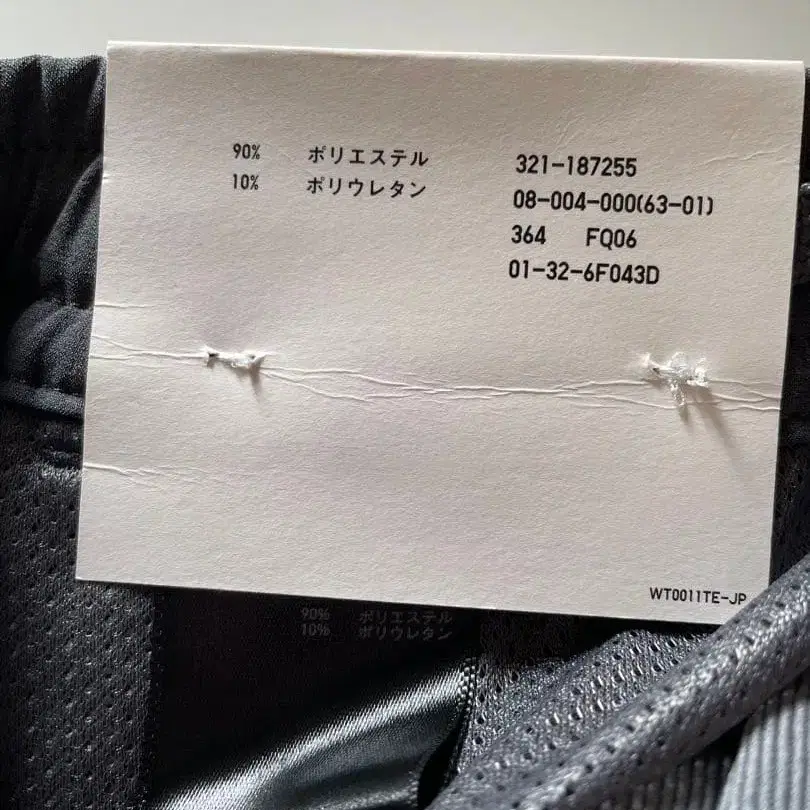 90% ポリエステル
10% ポリウレタン
321-187255
08-004-000(63-01)
364 FQ06
01-32-6F043D
WT0011TE-JP
90% ポリエステル
10% ポリウレタン